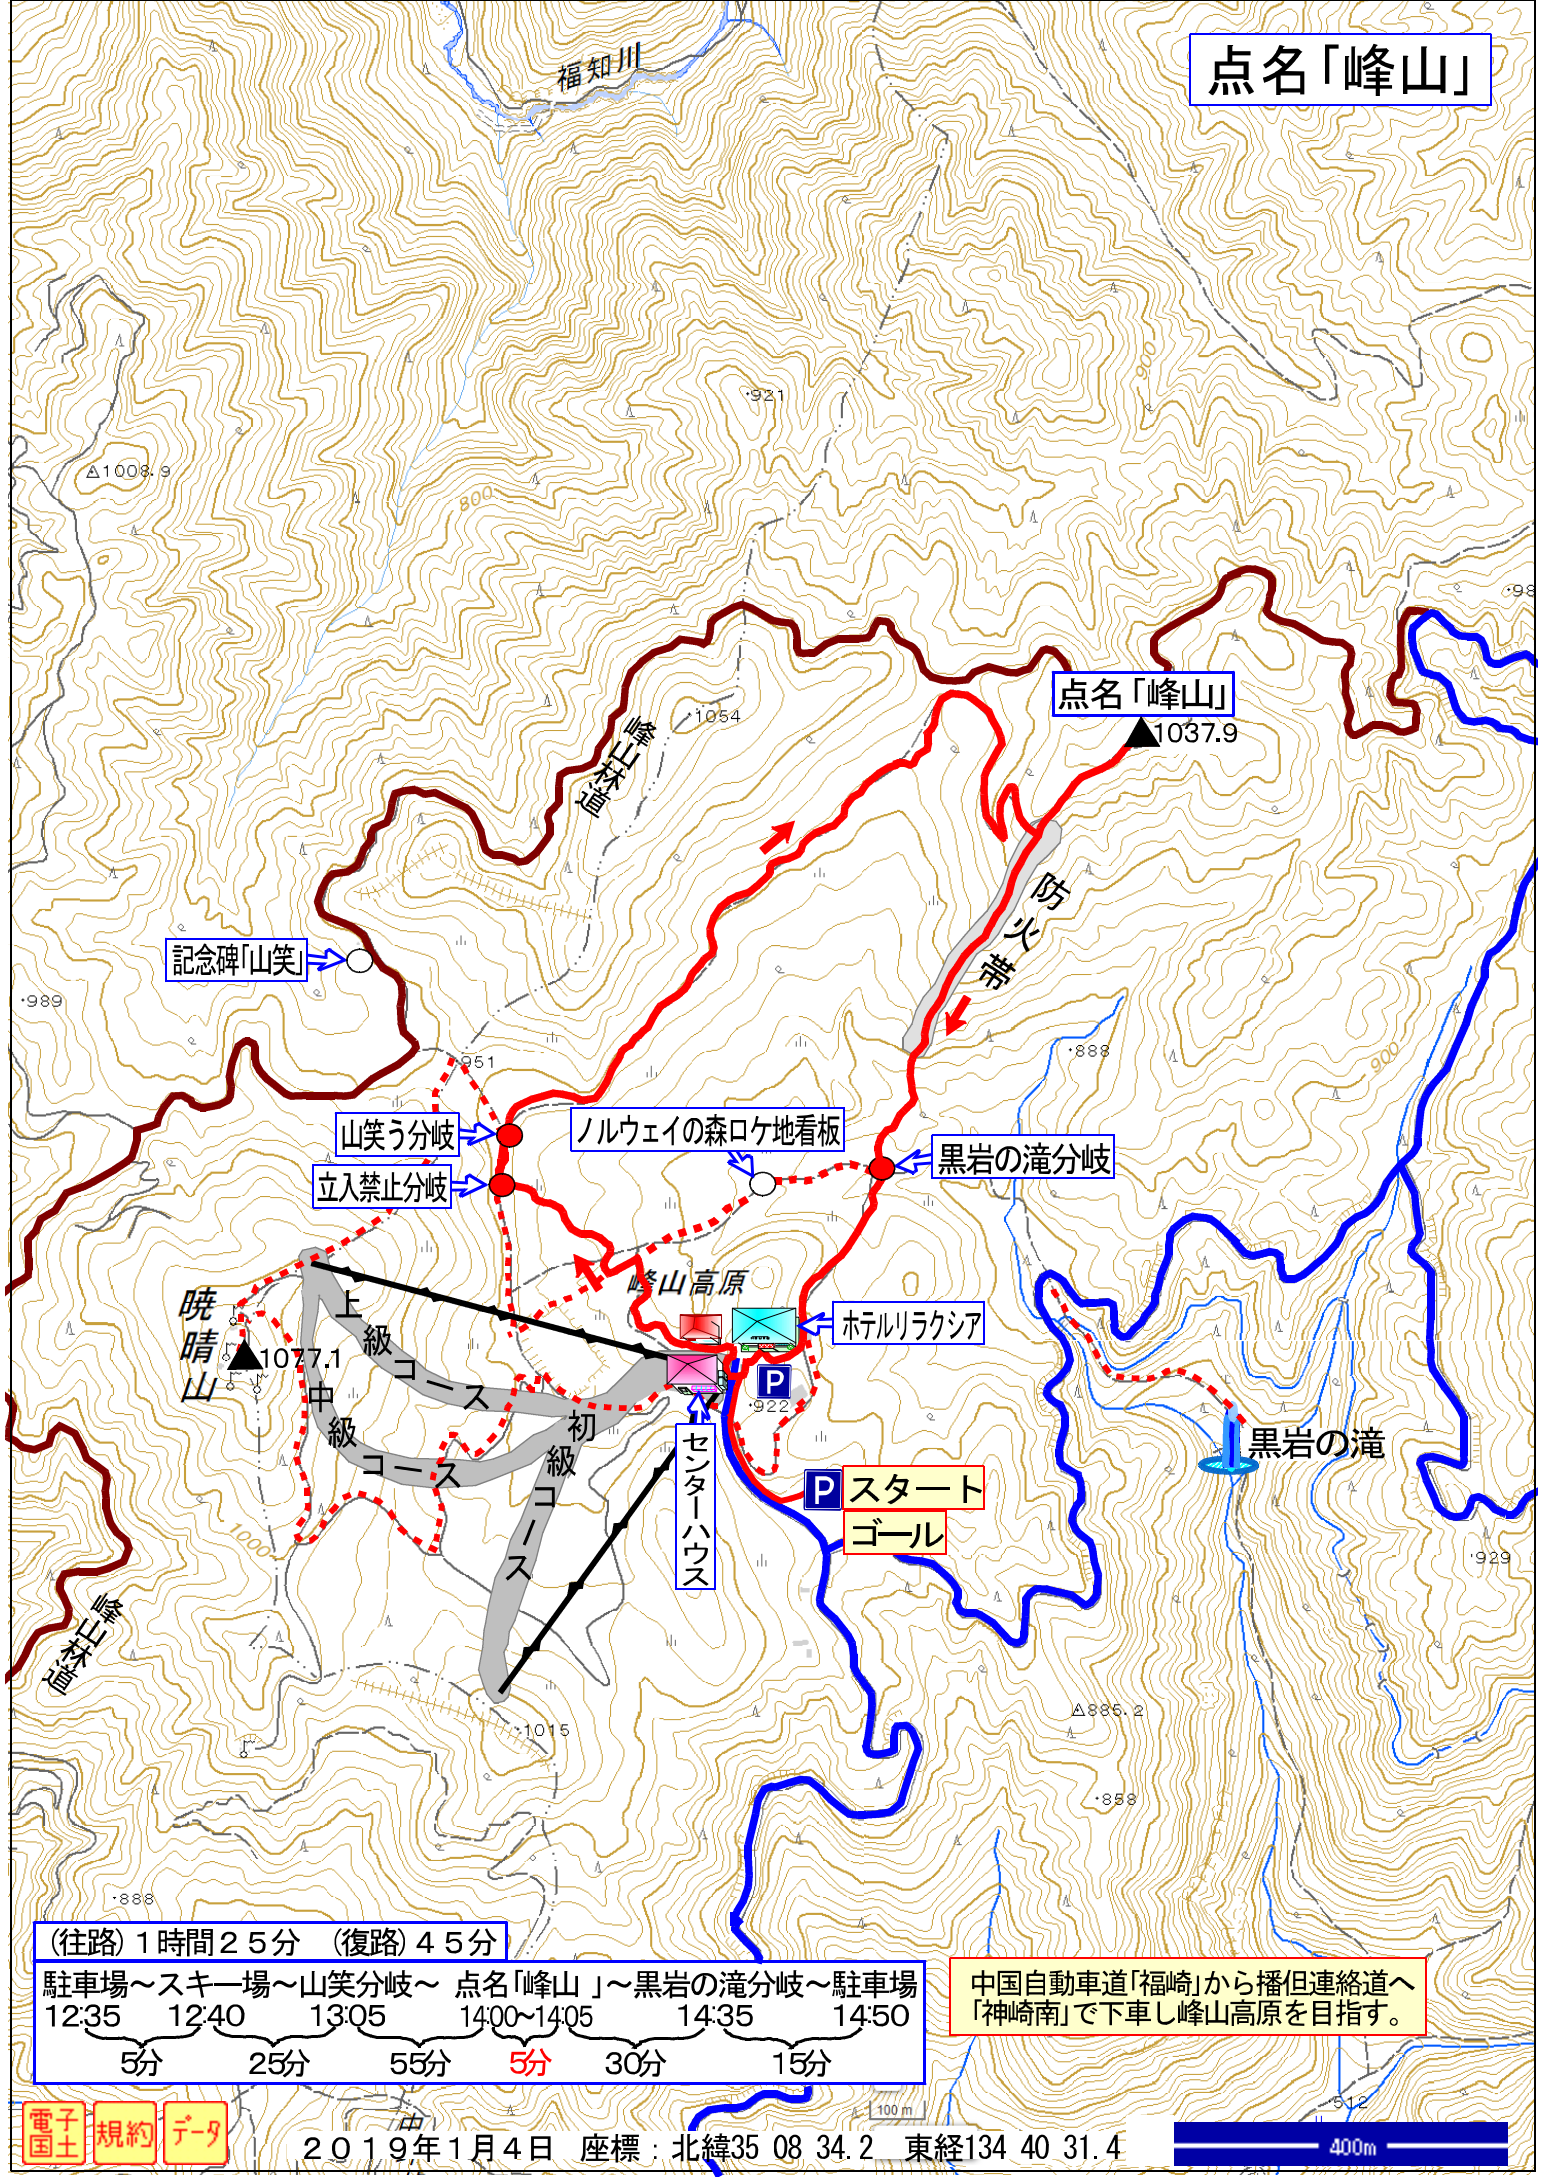 点名「峰山」
福知川
900
・921
1008.9
800
・98
点名「峰山」
1037.9
・1054
峰山林道
防火帯
記念碑「山笑」
・989
・951
・888
900
山笑う分岐
ノルウェイの森ロケ地看板
黒岩の滝分岐
立入禁止分岐
峰山高原
暁晴山
1077.1
上級コース
ホテルリラクシア
中級コース
初級コース
P
・922
センターハウス
黒岩の滝
P
スタート
ゴール
1000
・929
峰山林道
885.2
・1015
・858
・888
(往路)1時間25分 (復路)45分
駐車場～スキー場～山笑分岐～ 点名「峰山 」～黒岩の滝分岐～駐車場
12:35 12:40 13:05 14:00～14:05 14:35 14:50
5分 25分 55分 5分 30分 15分
中国自動車道「福崎」から播但連絡道へ
「神崎南」で下車し峰山高原を目指す。
電子国土
規約
データ
中
100 m
・512
2019年1月4日 座標：北緯35 08 34.2 東経134 40 31.4
400m